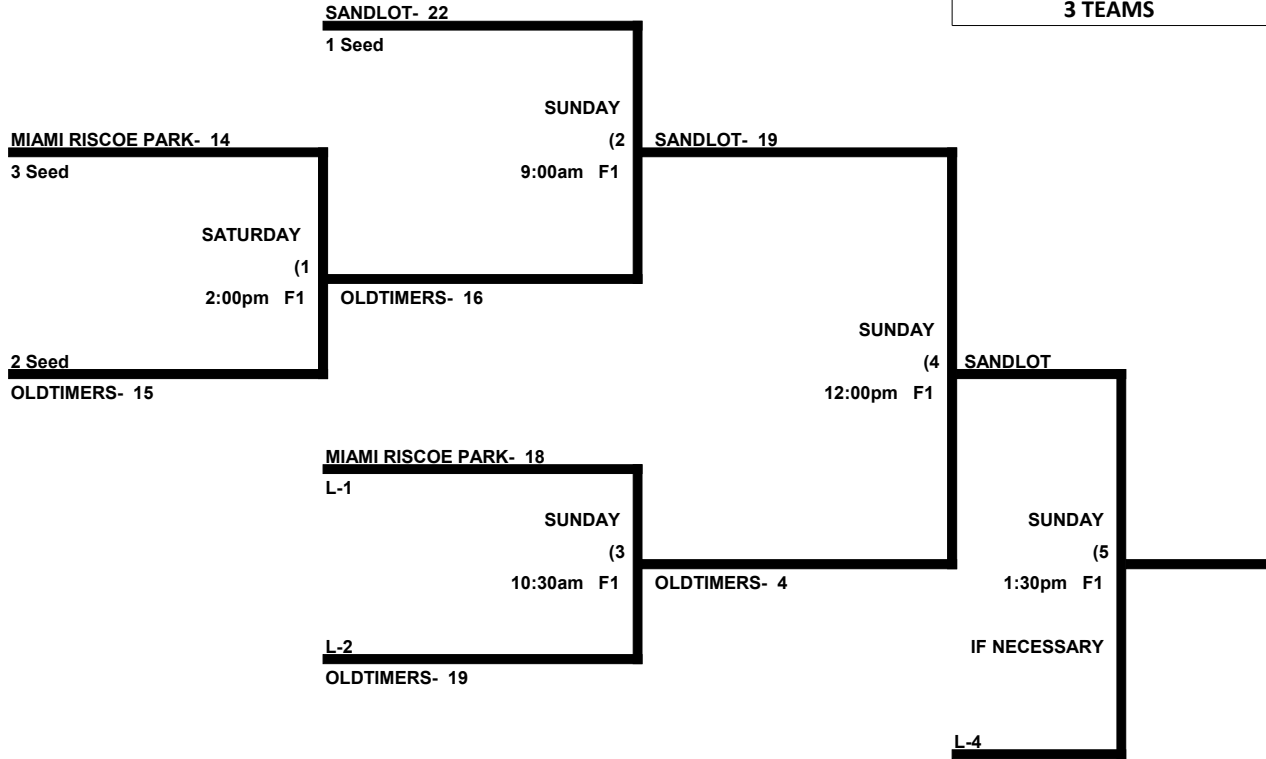 SANDLOT- 22
3 TEAMS
1 Seed
SUNDAY
MIAMI RISCOE PARK- 14
(2
SANDLOT- 19
3 Seed
9:00am F1
SATURDAY
(1
2:00pm F1
OLDTIMERS- 16
SUNDAY
2 Seed
(4
SANDLOT
OLDTIMERS- 15
12:00pm F1
MIAMI RISCOE PARK- 18
L-1
SUNDAY
SUNDAY
(3
(5
10:30am F1
OLDTIMERS- 4
1:30pm F1
L-2
IF NECESSARY
OLDTIMERS- 19
L-4